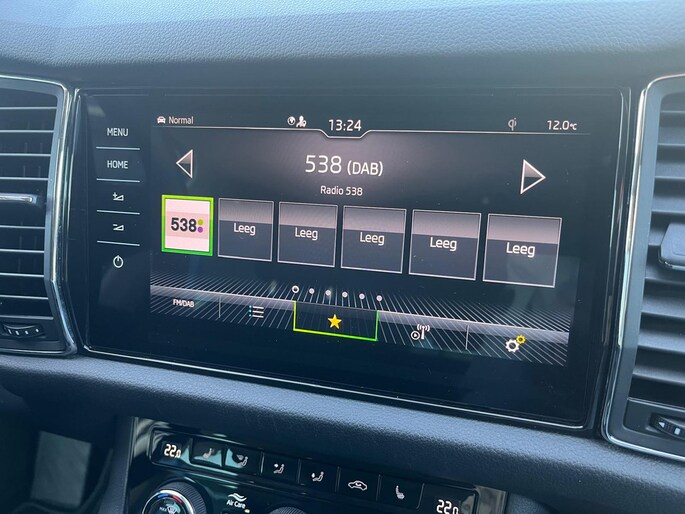 Normal 13:24 12.0°C
MENU
HOME
538 (DAB)
Radio 538
538 Leeg Leeg Leeg Leeg Leeg
FM/DAB
22.0 22.0
Air Care